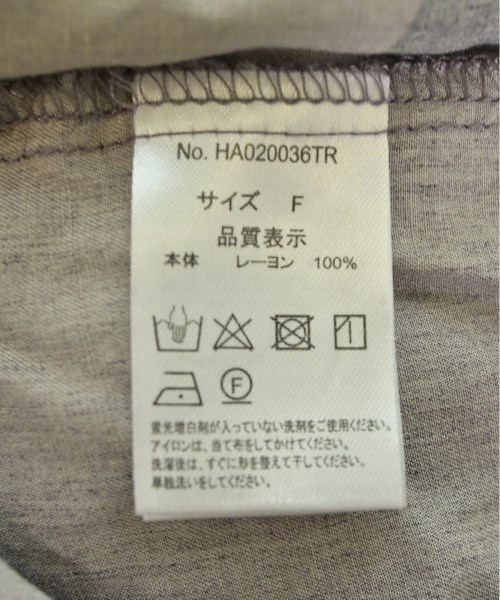 No. HA020036TR
サイズ F
品質表示
本体 レーヨン 100%
F
蛍光増白剤が入っていない洗剤をご使用ください。
アイロンは、当て布をしてかけてください。
洗濯後は、すぐに形を整えて干してください。
単独洗いをしてください。